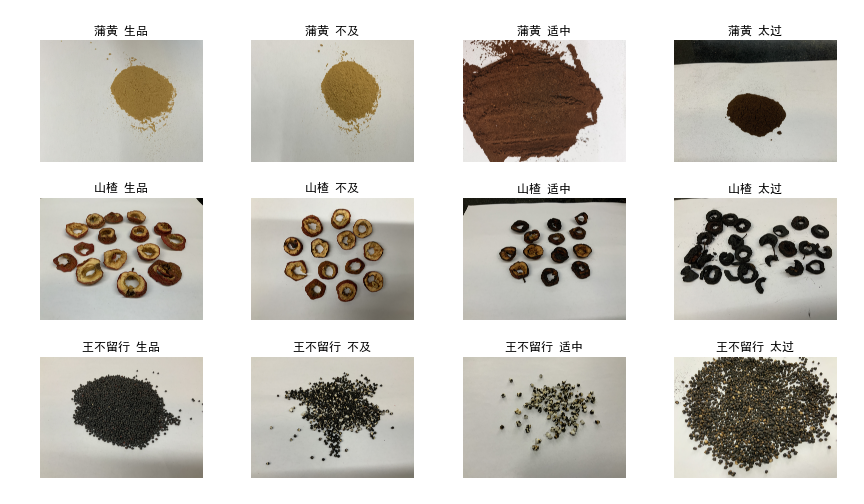 蒲黄 生品
蒲黄 不及
蒲黄 适中
蒲黄 太过
山楂 生品
山楂 不及
山楂 适中
山楂 太过
王不留行 生品
王不留行 不及
王不留行 适中
王不留行 太过